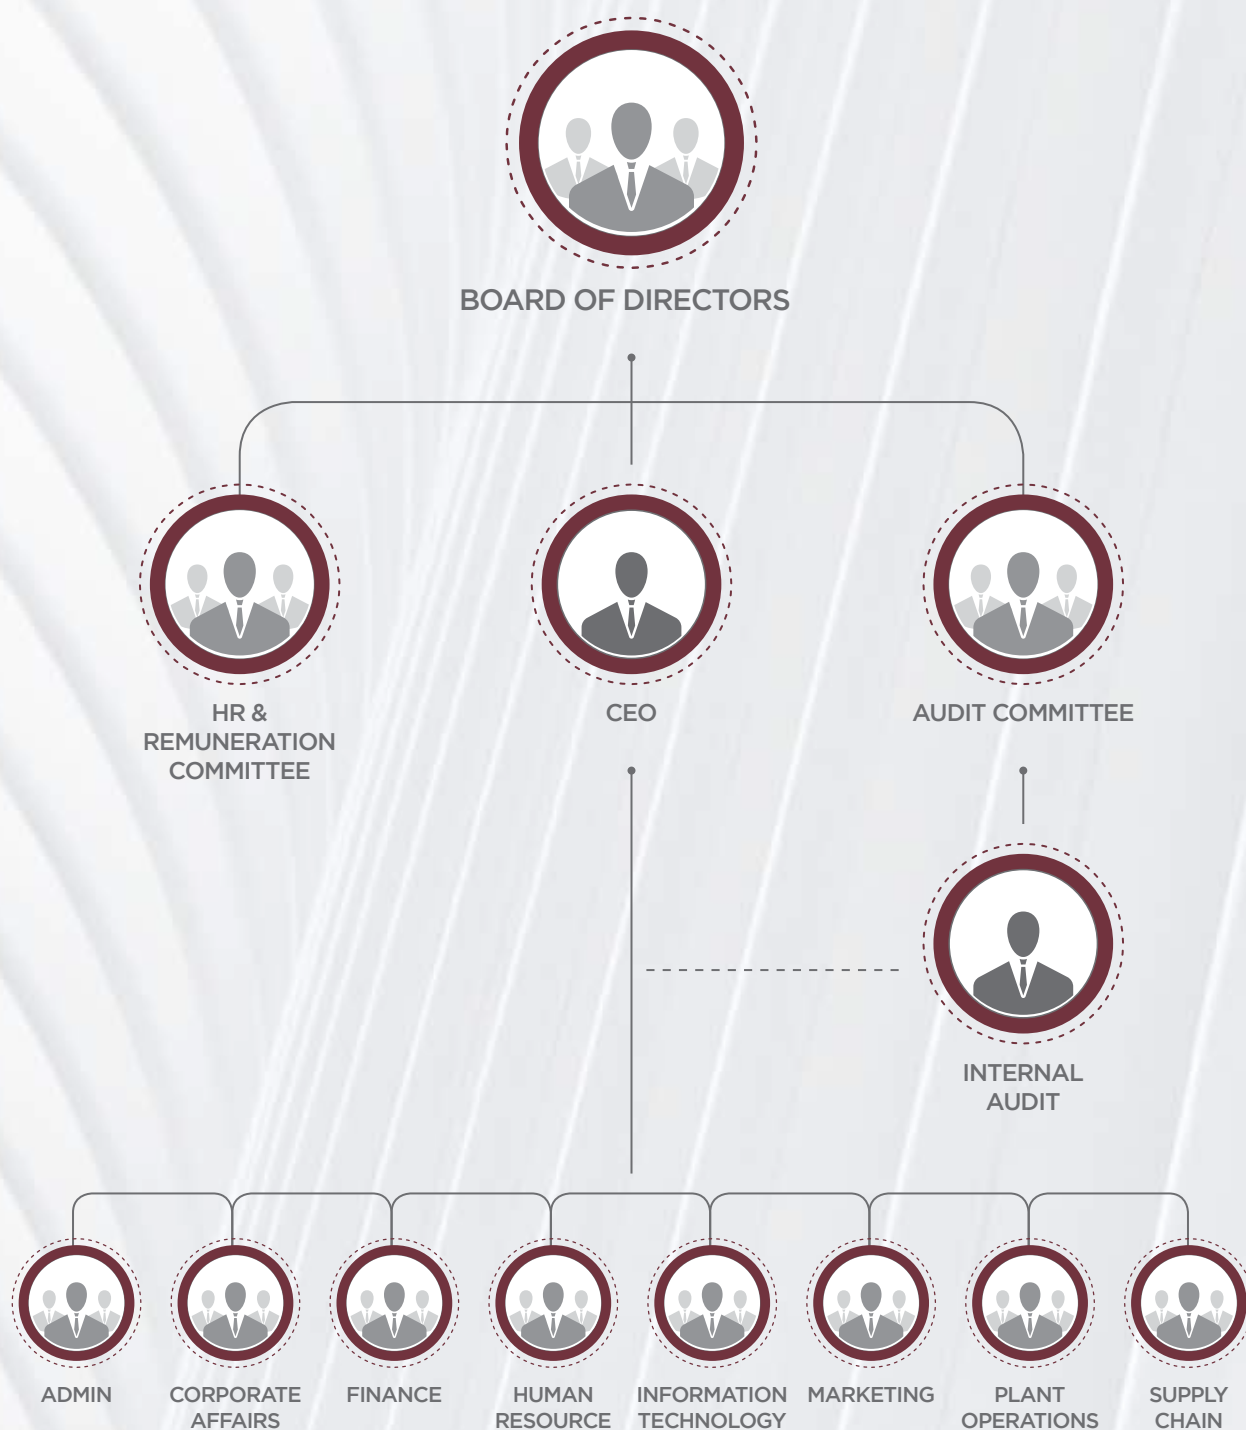 BOARD OF DIRECTORS
HR &
REMUNERATION
COMMITTEE
CEO
AUDIT COMMITTEE
INTERNAL
AUDIT
ADMIN
CORPORATE
AFFAIRS
FINANCE
HUMAN
RESOURCE
INFORMATION
TECHNOLOGY
MARKETING
PLANT
OPERATIONS
SUPPLY
CHAIN